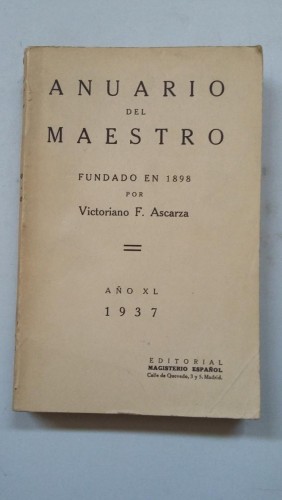 ANUARIO
DEL
MAESTRO
FUNDADO EN 1898
POR
Victoriano F. Ascarza
AÑO XL
1937
EDITORIAL
MAGISTERIO ESPAÑOL
Calle de Quevedo, 3 y 5. Madrid.